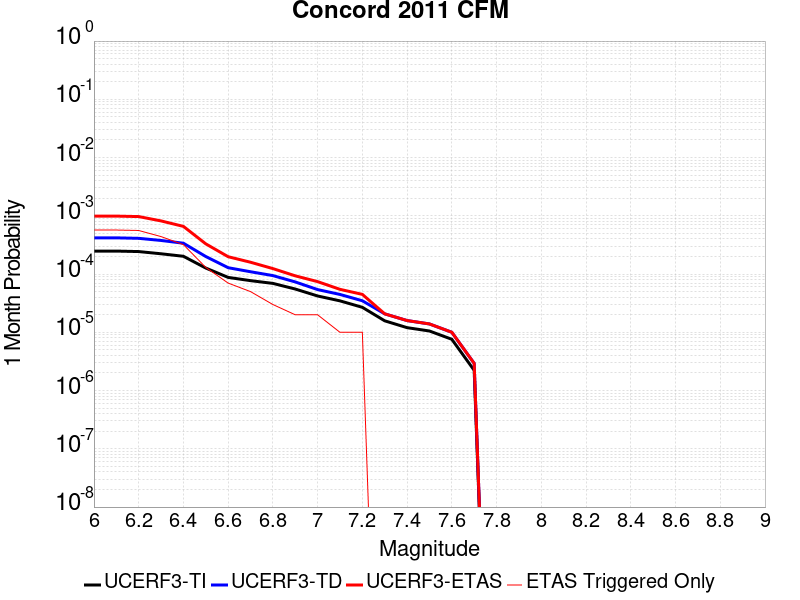 Concord 2011 CFM
1 Month Probability
10^0
10^-1
10^-2
10^-3
10^-4
10^-5
10^-6
10^-7
10^-8
6 6.2 6.4 6.6 6.8 7 7.2 7.4 7.6 7.8 8 8.2 8.4 8.6 8.8 9
Magnitude
UCERF3-TI UCERF3-TD UCERF3-ETAS ETAS Triggered Only